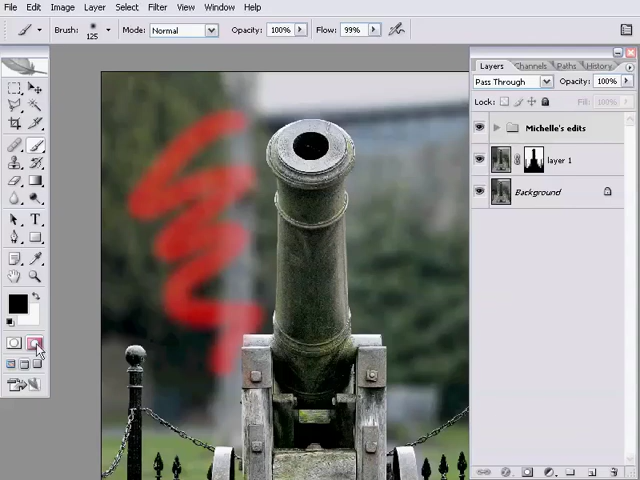 File Edit Image Layer Select Filter View Window Help
Brush: 125 Mode: Normal Opacity: 100% Flow: 99%
Layers Channels Paths History
Pass Through Opacity: 100%
Lock: Fill: 100%
Michelle's edits
layer 1
Background
T